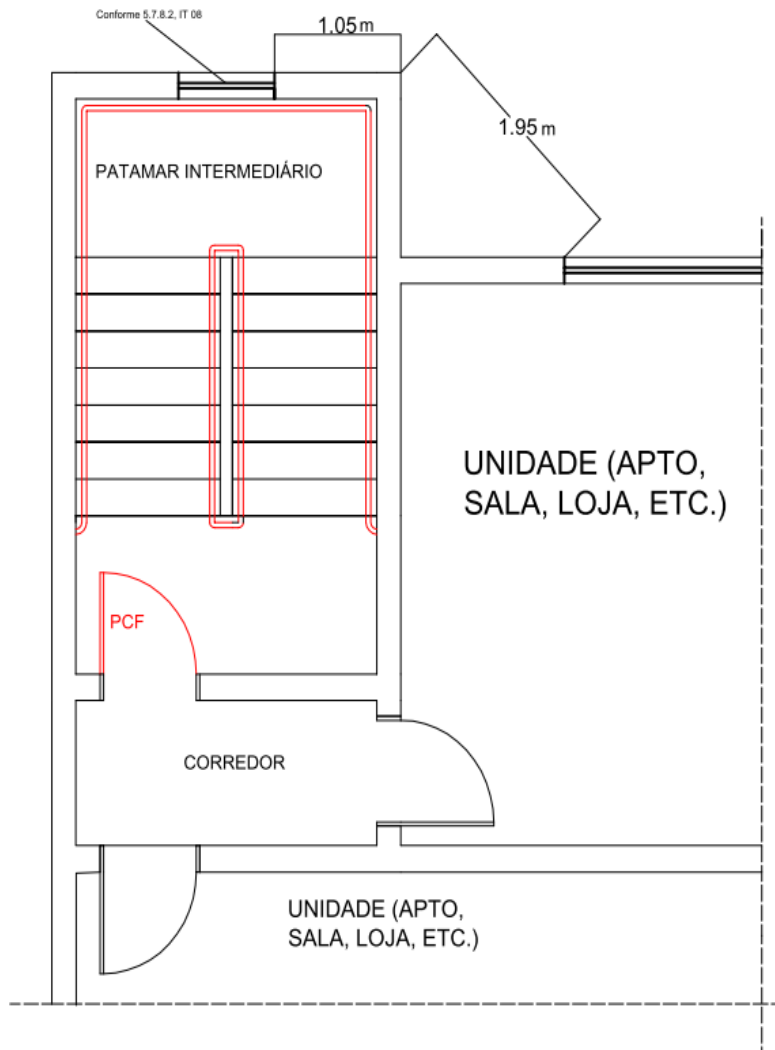 Conforme 5.7.8.2, IT 08
1.05 m
1.95 m
PATAMAR INTERMEDIÁRIO
UNIDADE (APTO,
SALA, LOJA, ETC.)
PCF
CORREDOR
UNIDADE (APTO,
SALA, LOJA, ETC.)